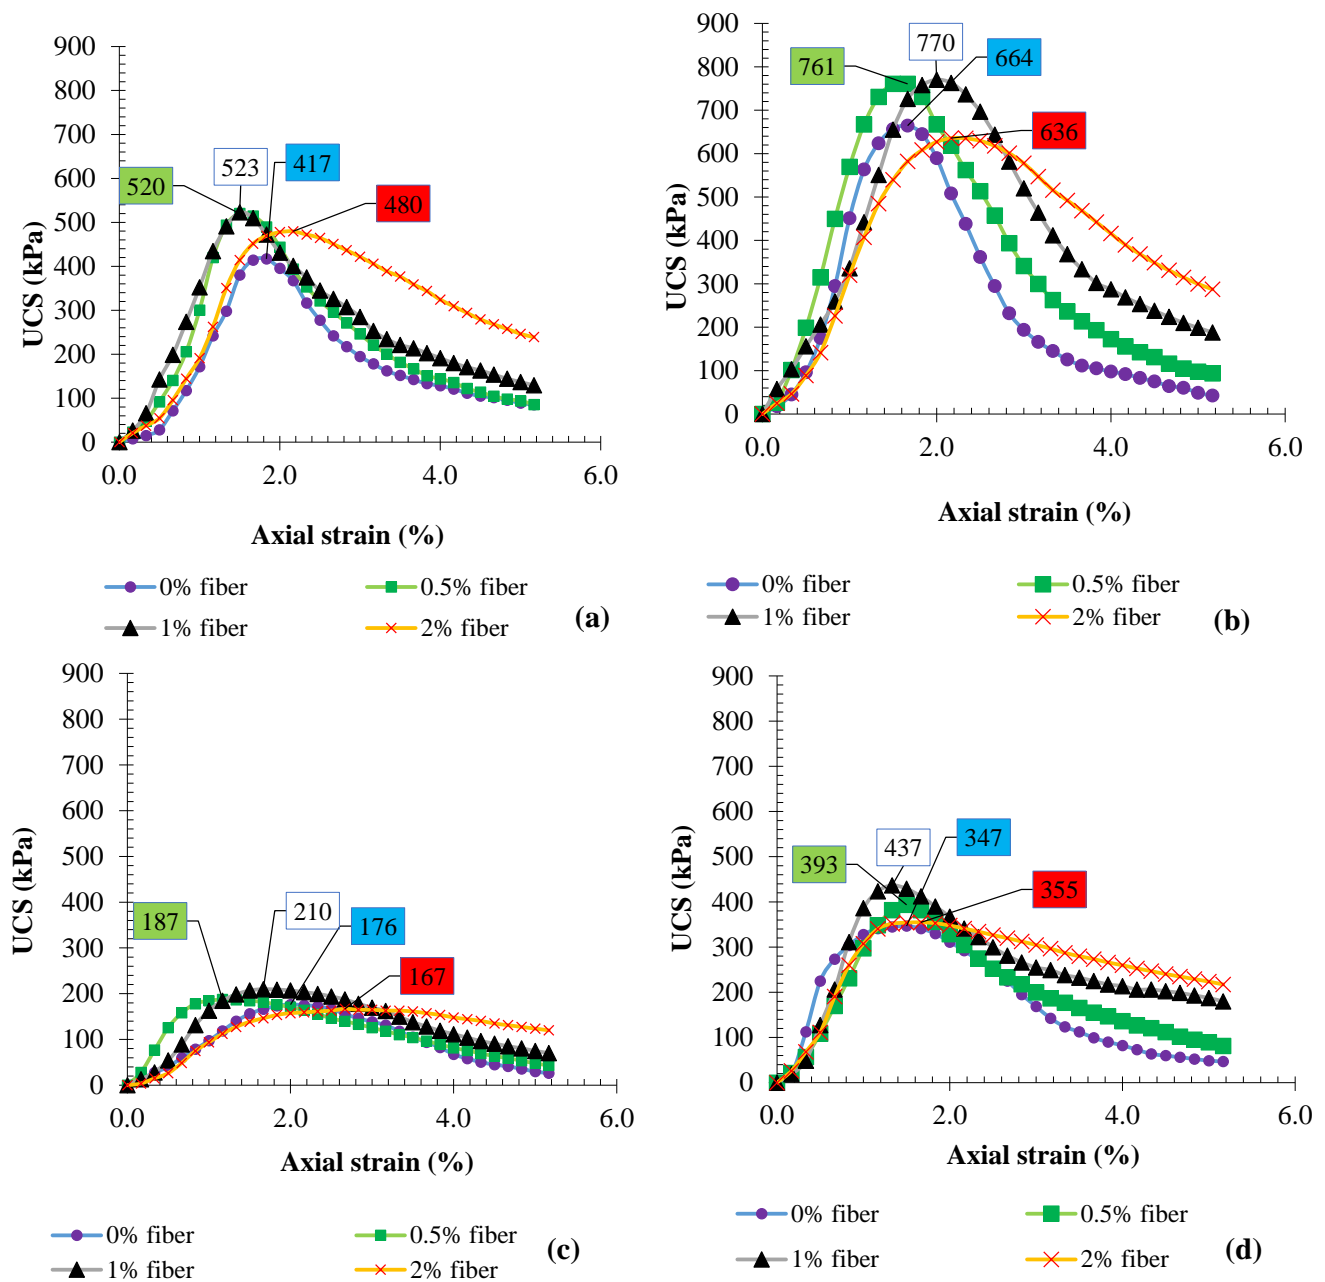 900
800
700
600
500
400
300
200
100
0
UCS (kPa)
520
523
417
480
0.0
2.0
4.0
6.0
Axial strain (%)
0% fiber
0.5% fiber
1% fiber
2% fiber
(a)
900
800
700
600
500
400
300
200
100
0
UCS (kPa)
761
770
664
636
0.0
2.0
4.0
6.0
Axial strain (%)
0% fiber
0.5% fiber
1% fiber
2% fiber
(b)
900
800
700
600
500
400
300
200
100
0
UCS (kPa)
187
210
176
167
0.0
2.0
4.0
6.0
Axial strain (%)
0% fiber
0.5% fiber
1% fiber
2% fiber
(c)
900
800
700
600
500
400
300
200
100
0
UCS (kPa)
393
437
347
355
0.0
2.0
4.0
6.0
Axial strain (%)
0% fiber
0.5% fiber
1% fiber
2% fiber
(d)